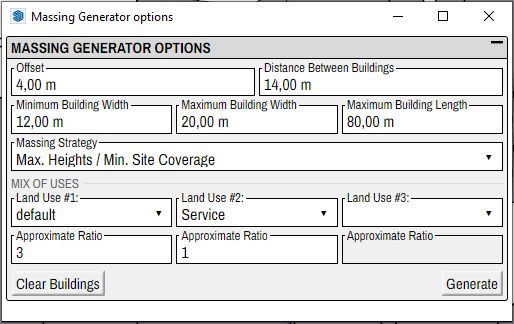 Massing Generator options
MASSING GENERATOR OPTIONS
Offset
Distance Between Buildings
4,00 m
14,00 m
Minimum Building Width
Maximum Building Width
Maximum Building Length
12,00 m
20,00 m
80,00 m
Massing Strategy
Max. Heights / Min. Site Coverage
MIX OF USES
Land Use #1:
Land Use #2:
Land Use #3:
default
Service
Approximate Ratio
Approximate Ratio
Approximate Ratio
3
1
Clear Buildings
Generate